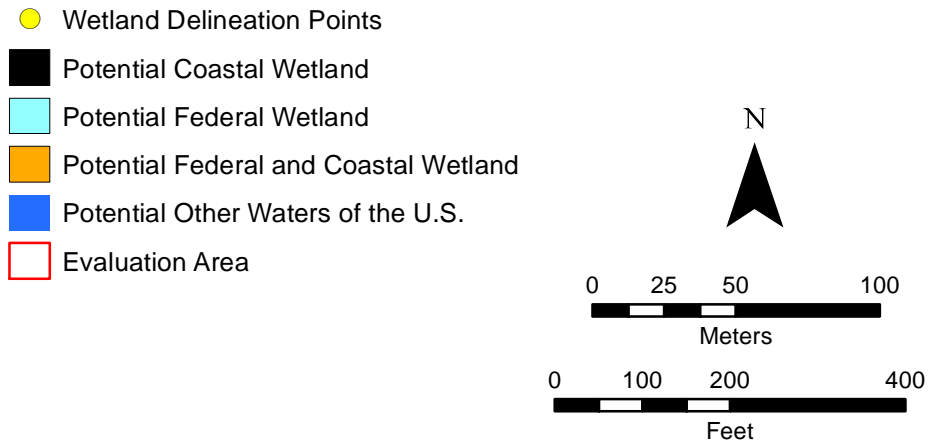 Wetland Delineation Points
Potential Coastal Wetland
Potential Federal Wetland
Potential Federal and Coastal Wetland
Potential Other Waters of the U.S.
Evaluation Area
N
0 25 50 100
Meters
0 100 200 400
Feet